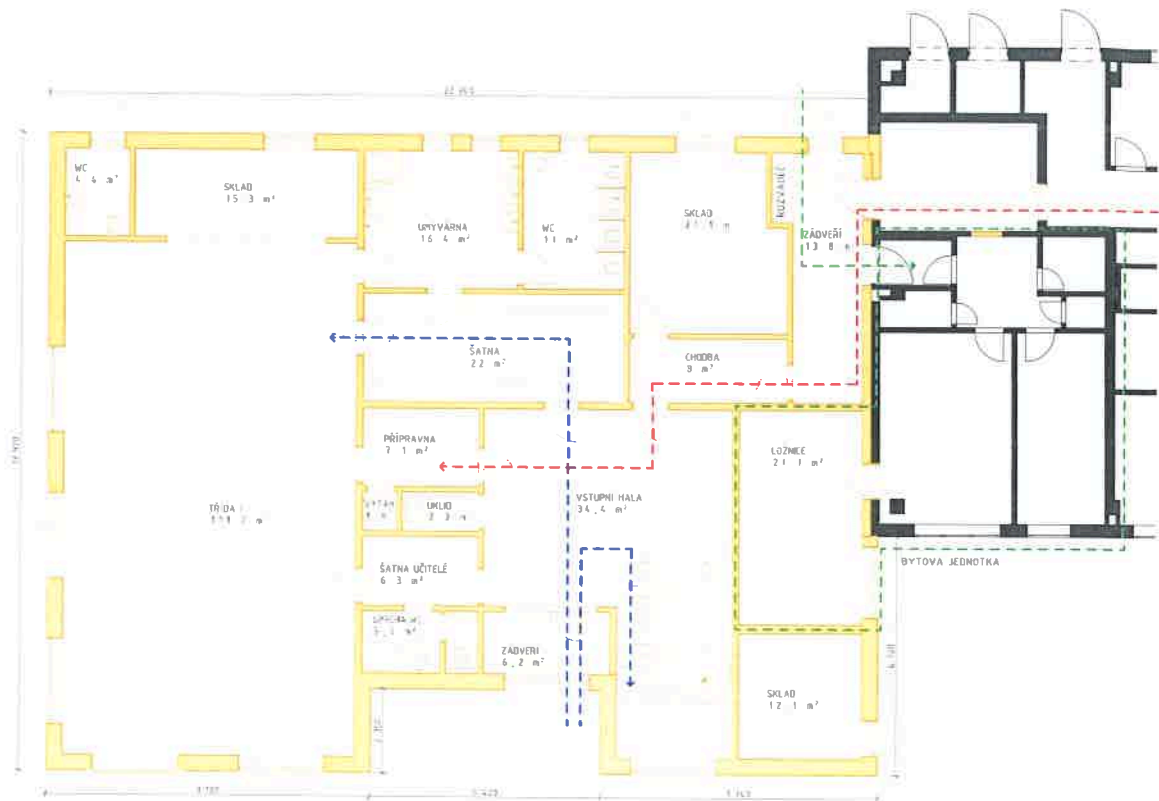 WC
4.4 m²
SKLAD
15.3 m²
UMÝVÁRNA
16.4 m²
WC
11 m²
SKLAD
ROZVADĚČ
ZÁDVEŘÍ
13.8 m
ŠATNA
22 m²
CHODBA
9 m²
PŘÍPRAVNA
7.1 m²
LOŽNICE
21.1 m²
ÚKLID
VSTUPNÍ HALA
34,4 m²
TŘÍDA I
ŠATNA UČITELÉ
6.3 m²
BYTOVÁ JEDNOTKA
ZÁDVEŘÍ
6,2 m²
SKLAD
12.1 m²